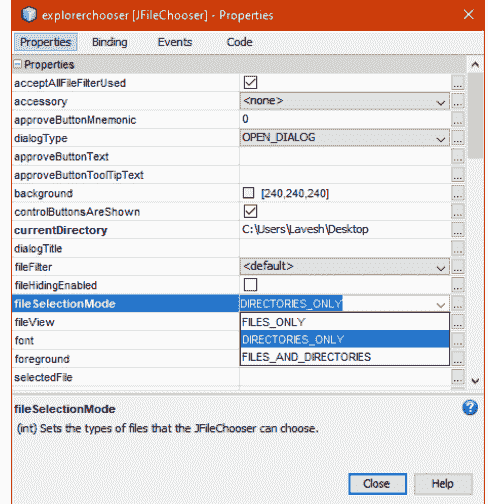 explorerchooser [JFileChooser] - Properties
Properties Binding Events Code
Properties
acceptAllFileFilterUsed ...
accessory <none> ...
approveButtonMnemonic 0 ...
dialogType OPEN_DIALOG ...
approveButtonText ...
approveButtonToolTipText ...
background [240,240,240] ...
controlButtonsAreShown ...
currentDirectory C:\Users\Lavesh\Desktop ...
dialogTitle ...
fileFilter <default> ...
fileHidingEnabled ...
fileSelectionMode DIRECTORIES_ONLY ...
fileView FILES_ONLY ...
font DIRECTORIES_ONLY ...
foreground FILES_AND_DIRECTORIES ...
selectedFile ...
fileSelectionMode ?
(int) Sets the types of files that the JFileChooser can choose.
Close Help